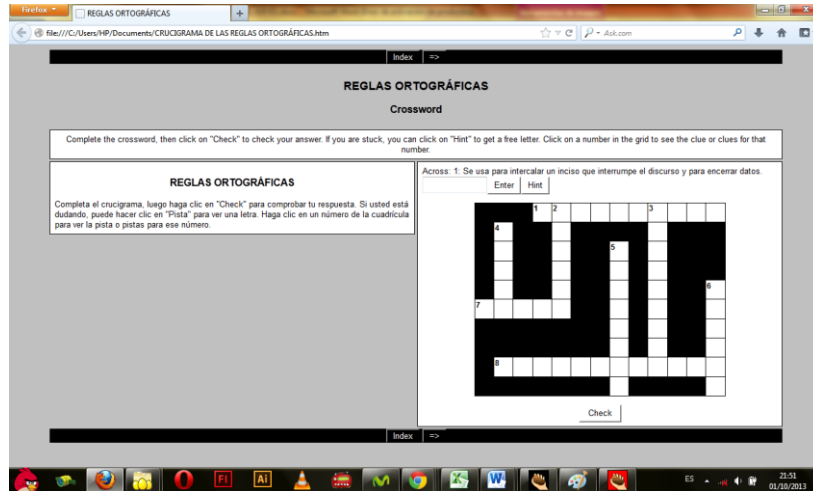 Firefox
REGLAS ORTOGRÁFICAS
+
file:///C:/Users/HP/Documents/CRUCIGRAMA DE LAS REGLAS ORTOGRÁFICAS.htm
Ask.com
Index =>
REGLAS ORTOGRÁFICAS
Crossword
Complete the crossword, then click on "Check" to check your answer. If you are stuck, you can click on "Hint" to get a free letter. Click on a number in the grid to see the clue or clues for that
number.
REGLAS ORTOGRÁFICAS
Completa el crucigrama, luego haga clic en "Check" para comprobar tu respuesta. Si usted está
dudando, puede hacer clic en "Pista" para ver una letra. Haga clic en un número de la cuadrícula
para ver la pista o pistas para ese número.
Across: 1: Se usa para intercalar un inciso que interrumpe el discurso y para encerrar datos.
Enter Hint
1 2 3
4
5
6
7
8
Check
Index =>
FI Ai W
ES 21:51
01/10/2013